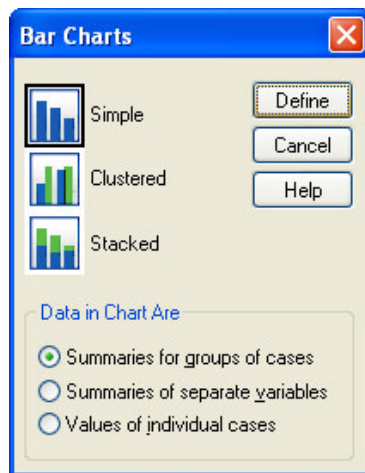 Bar Charts
Simple
Clustered
Stacked
Define
Cancel
Help
Data in Chart Are
Summaries for groups of cases
Summaries of separate variables
Values of individual cases